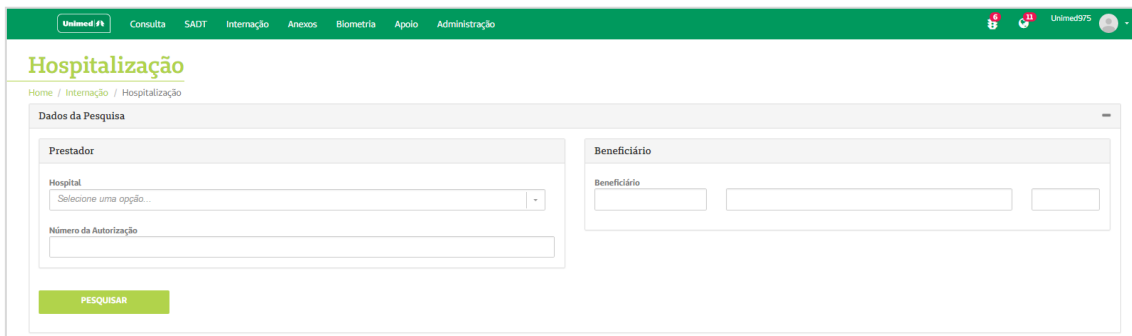 Unimed Consulta SADT Internação Anexos Biometria Apoio Administração 6 11 Unimed975
Hospitalização
Home / Internação / Hospitalização
Dados da Pesquisa
Prestador
Hospital
Selecione uma opção...
Número da Autorização
Beneficiário
Beneficiário
PESQUISAR